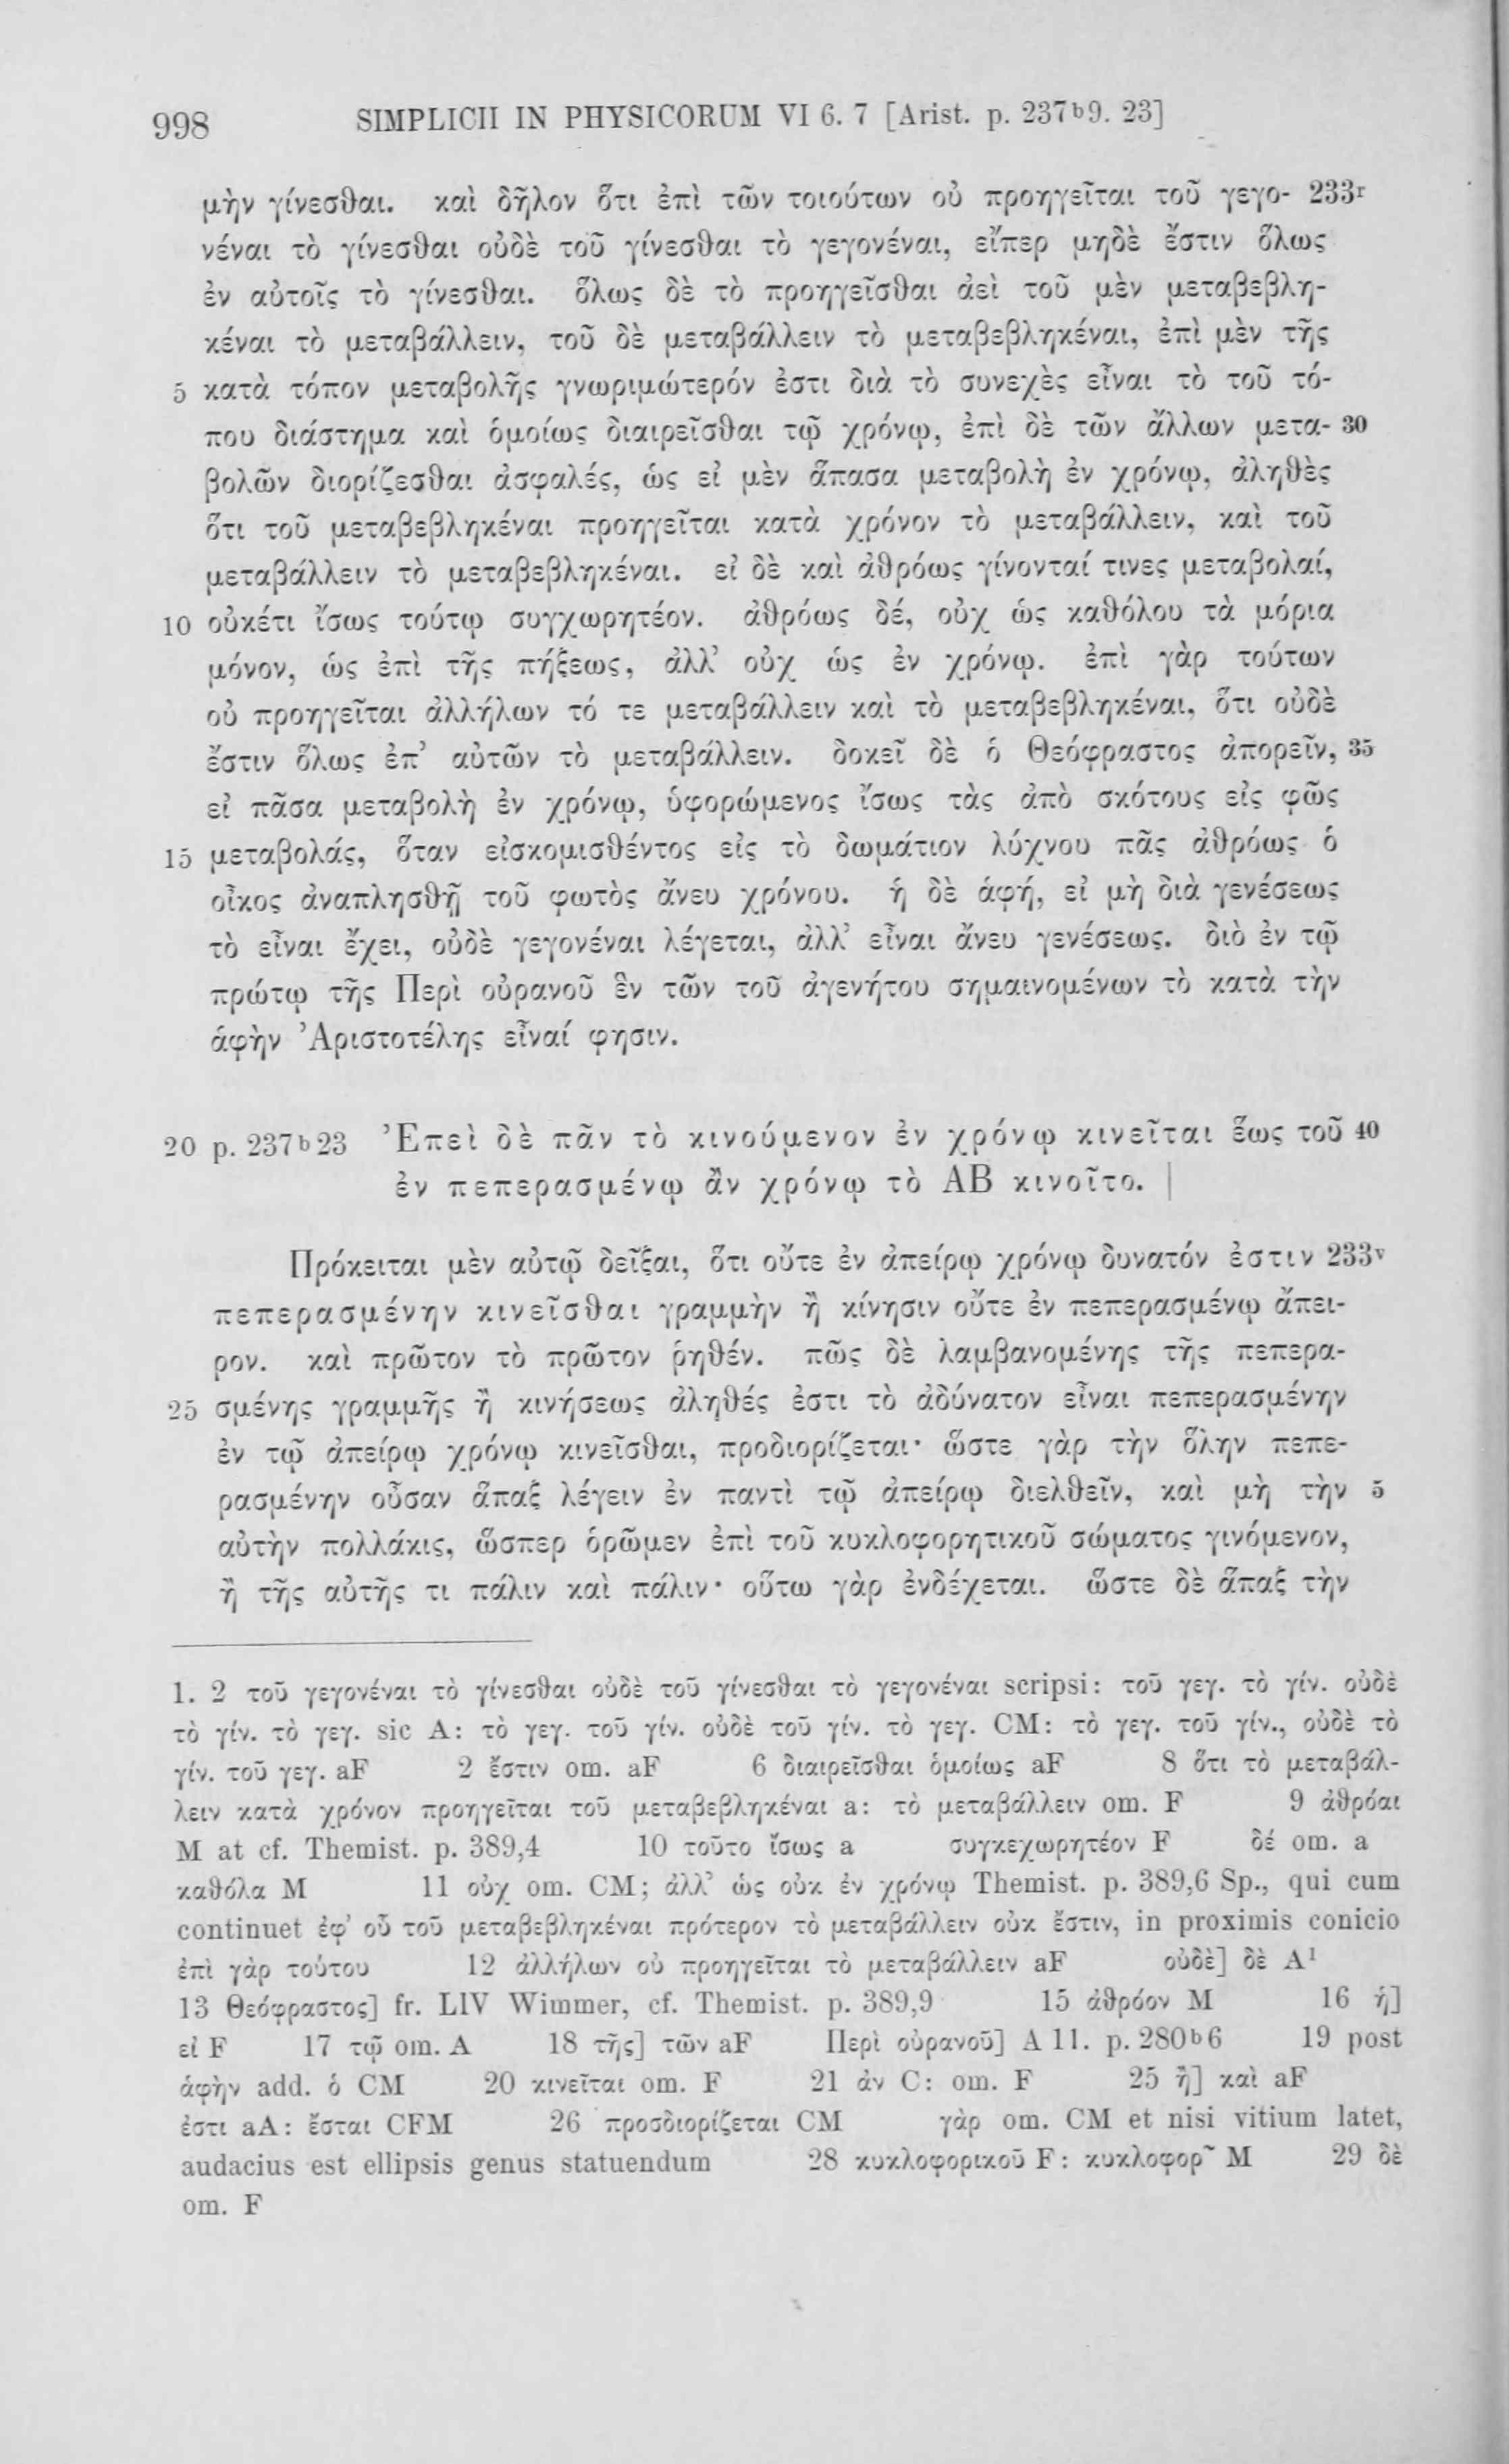 998 SIMPLICII IN PHYSICORUM VI 6. 7 [Arist. p. 237b9. 23]
μὴν γίνεσθαι. καὶ δῆλον ὅτι ἐπὶ τῶν τοιούτων οὐ προηγεῖται τοῦ γεγο- 233r
νέναι τὸ γίνεσθαι οὐδὲ τοῦ γίνεσθαι τὸ γεγονέναι, εἴπερ μηδὲ ἔστιν ὅλως
ἐν αὐτοῖς τὸ γίνεσθαι. ὅλως δὲ τὸ προηγεῖσθαι ἀεὶ τοῦ μὲν μεταβεβλη-
κέναι τὸ μεταβάλλειν, τοῦ δὲ μεταβάλλειν τὸ μεταβεβληκέναι, ἐπὶ μὲν τῆς
5 κατὰ τόπον μεταβολῆς γνωριμώτερόν ἐστι διὰ τὸ συνεχὲς εἶναι τὸ τοῦ τό-
που διάστημα καὶ ὁμοίως διαιρεῖσθαι τῷ χρόνῳ, ἐπὶ δὲ τῶν ἄλλων μετα- 30
βολῶν διορίζεσθαι ἀσφαλές, ὡς εἰ μὲν ἅπασα μεταβολὴ ἐν χρόνῳ, ἀληθὲς
ὅτι τοῦ μεταβεβληκέναι προηγεῖται κατὰ χρόνον τὸ μεταβάλλειν, καὶ τοῦ
μεταβάλλειν τὸ μεταβεβληκέναι. εἰ δὲ καὶ ἀθρόως γίνονταί τινες μεταβολαί,
10 οὐκέτι ἴσως τούτῳ συγχωρητέον. ἀθρόως δέ, οὐχ ὡς καθόλου τὰ μόρια
μόνον, ὡς ἐπὶ τῆς πήξεως, ἀλλ’ οὐχ ὡς ἐν χρόνῳ. ἐπὶ γὰρ τούτων
οὐ προηγεῖται ἀλλήλων τό τε μεταβάλλειν καὶ τὸ μεταβεβληκέναι, ὅτι οὐδὲ
ἔστιν ὅλως ἐπ’ αὐτῶν τὸ μεταβάλλειν. δοκεῖ δὲ ὁ Θεόφραστος ἀπορεῖν, 35
εἰ πᾶσα μεταβολὴ ἐν χρόνῳ, ὑφορώμενος ἴσως τὰς ἀπὸ σκότους εἰς φῶς
15 μεταβολάς, ὅταν εἰσκομισθέντος εἰς τὸ δωμάτιον λύχνου πᾶς ἀθρόως ὁ
οἶκος ἀναπλησθῇ τοῦ φωτὸς ἄνευ χρόνου. ἡ δὲ ἁφή, εἰ μὴ διὰ γενέσεως
τὸ εἶναι ἔχει, οὐδὲ γεγονέναι λέγεται, ἀλλ’ εἶναι ἄνευ γενέσεως. διὸ ἐν τῷ
πρώτῳ τῆς Περὶ οὐρανοῦ ἓν τῶν τοῦ ἀγενήτου σημαινομένων τὸ κατὰ τὴν
ἁφὴν Ἀριστοτέλης εἶναί φησιν.
20 p. 237b23 Ἐπεὶ δὲ πᾶν τὸ κινούμενον ἐν χρόνῳ κινεῖται ἕως τοῦ 40
ἐν πεπερασμένῳ ἂν χρόνῳ τὸ ΑΒ κινοῖτο. |
Πρόκειται μὲν αὐτῷ δεῖξαι, ὅτι οὔτε ἐν ἀπείρῳ χρόνῳ δυνατόν ἐστιν 233v
πεπερασμένην κινεῖσθαι γραμμὴν ἢ κίνησιν οὔτε ἐν πεπερασμένῳ ἄπει-
ρον. καὶ πρῶτον τὸ πρῶτον ῥηθέν. πῶς δὲ λαμβανομένης τῆς πεπερα-
25 σμένης γραμμῆς ἢ κινήσεως ἀληθές ἐστι τὸ ἀδύνατον εἶναι πεπερασμένην
ἐν τῷ ἀπείρῳ χρόνῳ κινεῖσθαι, προδιορίζεται· ὥστε γὰρ τὴν ὅλην πεπε-
ρασμένην οὖσαν ἅπαξ λέγειν ἐν παντὶ τῷ ἀπείρῳ διελθεῖν, καὶ μὴ τὴν 5
αὐτὴν πολλάκις, ὥσπερ ὁρῶμεν ἐπὶ τοῦ κυκλοφορητικοῦ σώματος γινόμενον,
ἢ τῆς αὐτῆς τι πάλιν καὶ πάλιν· οὕτω γὰρ ἐνδέχεται. ὥστε δὲ ἅπαξ τὴν
1. 2 τοῦ γεγονέναι τὸ γίνεσθαι οὐδὲ τοῦ γίνεσθαι τὸ γεγονέναι scripsi: τοῦ γεγ. τὸ γίν. οὐδὲ
τὸ γίν. τὸ γεγ. sic A: τὸ γεγ. τοῦ γίν. οὐδὲ τοῦ γίν. τὸ γεγ. CM: τὸ γεγ. τοῦ γίν., οὐδὲ τὸ
γίν. τοῦ γεγ. aF 2 ἔστιν om. aF 6 διαιρεῖσθαι ὁμοίως aF 8 ὅτι τὸ μεταβάλ-
λειν κατὰ χρόνον προηγεῖται τοῦ μεταβεβληκέναι a: τὸ μεταβάλλειν om. F 9 ἀθρόαι
M at cf. Themist. p. 389,4 10 τοῦτο ἴσως a συγκεχωρητέον F δέ om. a
καθόλα M 11 οὐχ om. CM; ἀλλ’ ὡς οὐκ ἐν χρόνῳ Themist. p. 389,6 Sp., qui cum
continuet ἐφ’ οὗ τοῦ μεταβεβληκέναι πρότερον τὸ μεταβάλλειν οὐκ ἔστιν, in proximis conicio
ἐπὶ γὰρ τούτου 12 ἀλλήλων οὐ προηγεῖται τὸ μεταβάλλειν aF οὐδὲ] δὲ A1
13 Θεόφραστος] fr. LIV Wimmer, cf. Themist. p. 389,9 15 ἀθρόον M 16 ἡ]
εἰ F 17 τῷ om. A 18 τῆς] τῶν aF Περὶ οὐρανοῦ] A 11. p. 280b6 19 post
ἁφὴν add. ὁ CM 20 κινεῖται om. F 21 ἀν C: om. F 25 ἢ] καὶ aF
ἐστι aA: ἔσται CFM 26 προσδιορίζεται CM γὰρ om. CM et nisi vitium latet,
audacius est ellipsis genus statuendum 28 κυκλοφορικοῦ F: κυκλοφορ~ M 29 δὲ
om. F